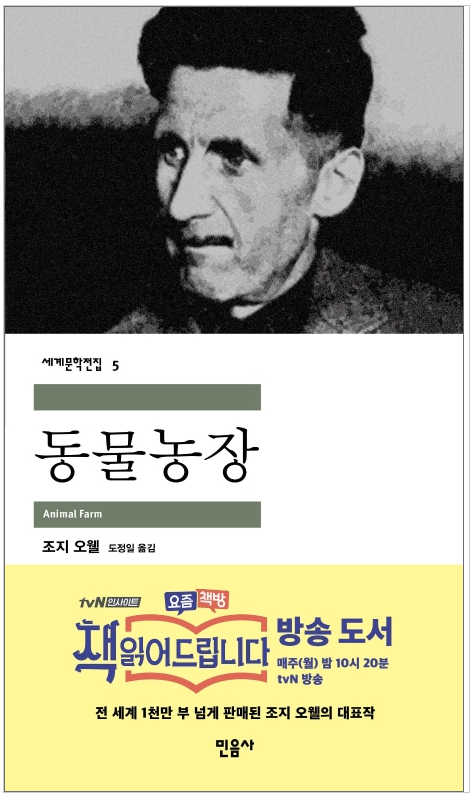 세계문학전집 5
동물농장
Animal Farm
조지 오웰 도정일 옮김
tvN 인사이트
요즘 책방
책 읽어드립니다
방송 도서
매주(월) 밤 10시 20분
tvN 방송
전 세계 1천만 부 넘게 판매된 조지 오웰의 대표작
민음사